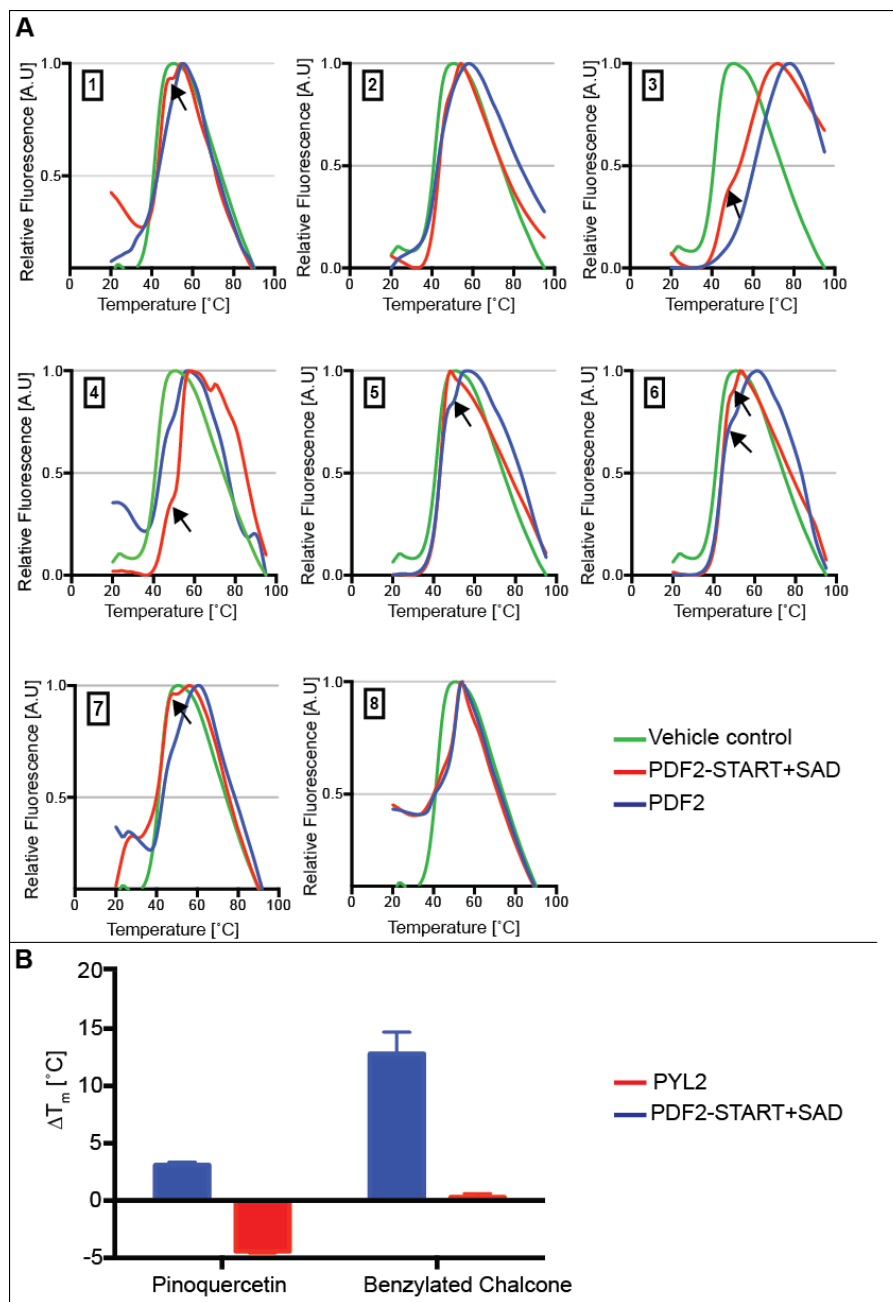 A
Relative Fluorescence [A.U]
1.0
0.5
1
0 20 40 60 80 100
Temperature [˚C]
Relative Fluorescence [A.U]
1.0
0.5
0.0
2
0 20 40 60 80 100
Temperature [˚C]
Relative Fluorescence [A.U]
1.0
0.5
0.0
3
0 20 40 60 80 100
Temperature [˚C]
Relative Fluorescence [A.U]
1.0
0.5
0.0
4
0 20 40 60 80 100
Temperature [˚C]
Relative Fluorescence [A.U]
1.0
0.5
0.0
5
0 20 40 60 80 100
Temperature [˚C]
Relative Fluorescence [A.U]
1.0
0.5
0.0
6
0 20 40 60 80 100
Temperature [˚C]
Relative Fluorescence [A.U]
1.0
0.5
7
0 20 40 60 80 100
Temperature [˚C]
Relative Fluorescence [A.U]
1.0
0.5
8
0 20 40 60 80 100
Temperature [˚C]
Vehicle control
PDF2-START+SAD
PDF2
B
ΔTm [˚C]
20
15
10
5
0
-5
Pinoquercetin
Benzylated Chalcone
PYL2
PDF2-START+SAD